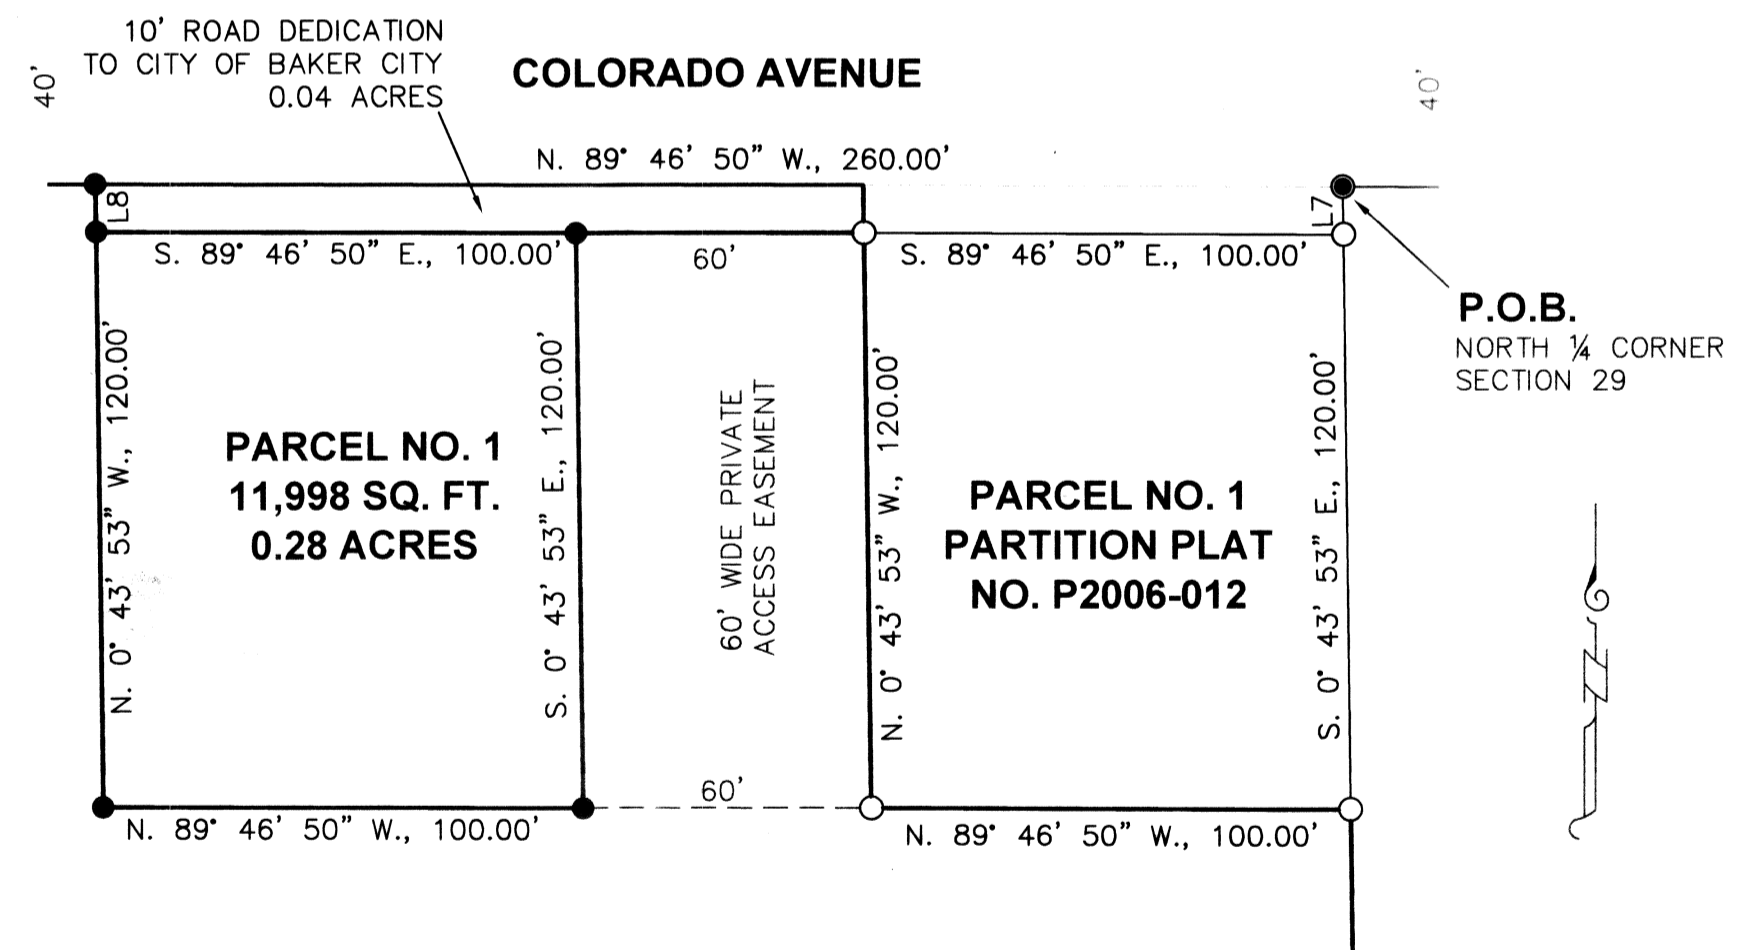 10' ROAD DEDICATION
TO CITY OF BAKER CITY
0.04 ACRES
40'
COLORADO AVENUE
40'
N. 89° 46' 50" W., 260.00'
L8
L7
S. 89° 46' 50" E., 100.00'
60'
S. 89° 46' 50" E., 100.00'
P.O.B.
NORTH ¼ CORNER
SECTION 29
N. 0° 43' 53" W., 120.00'
PARCEL NO. 1
11,998 SQ. FT.
0.28 ACRES
S. 0° 43' 53" E., 120.00'
60' WIDE PRIVATE
ACCESS EASEMENT
N. 0° 43' 53" W., 120.00'
PARCEL NO. 1
PARTITION PLAT
NO. P2006-012
S. 0° 43' 53" E., 120.00'
N
60'
N. 89° 46' 50" W., 100.00'
N. 89° 46' 50" W., 100.00'